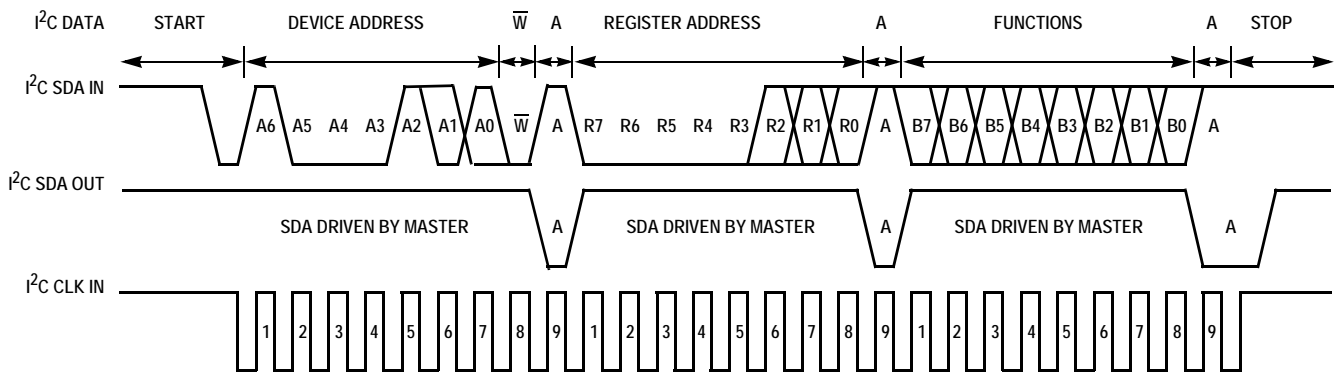 I²C DATA START DEVICE ADDRESS W̅ A REGISTER ADDRESS A FUNCTIONS A STOP
I²C SDA IN A6 A5 A4 A3 A2 A1 A0 W̅ A R7 R6 R5 R4 R3 R2 R1 R0 A B7 B6 B5 B4 B3 B2 B1 B0 A
I²C SDA OUT SDA DRIVEN BY MASTER A SDA DRIVEN BY MASTER A SDA DRIVEN BY MASTER A
I²C CLK IN 1 2 3 4 5 6 7 8 9 1 2 3 4 5 6 7 8 9 1 2 3 4 5 6 7 8 9